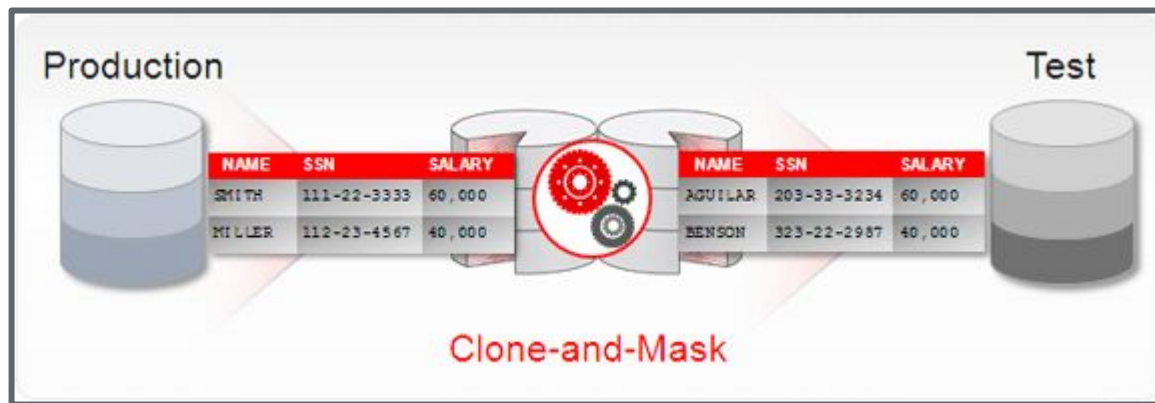 Production
Test
NAME SSN SALARY
SMITH 111-22-3333 60,000
MILLER 112-23-4567 40,000
NAME SSN SALARY
AGUILAR 203-33-3234 60,000
BENSON 323-22-2987 40,000
Clone-and-Mask